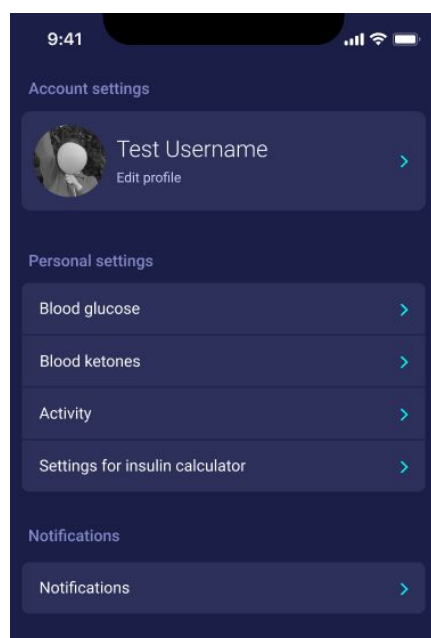 9:41
Account settings
Test Username
Edit profile
Personal settings
Blood glucose
Blood ketones
Activity
Settings for insulin calculator
Notifications
Notifications